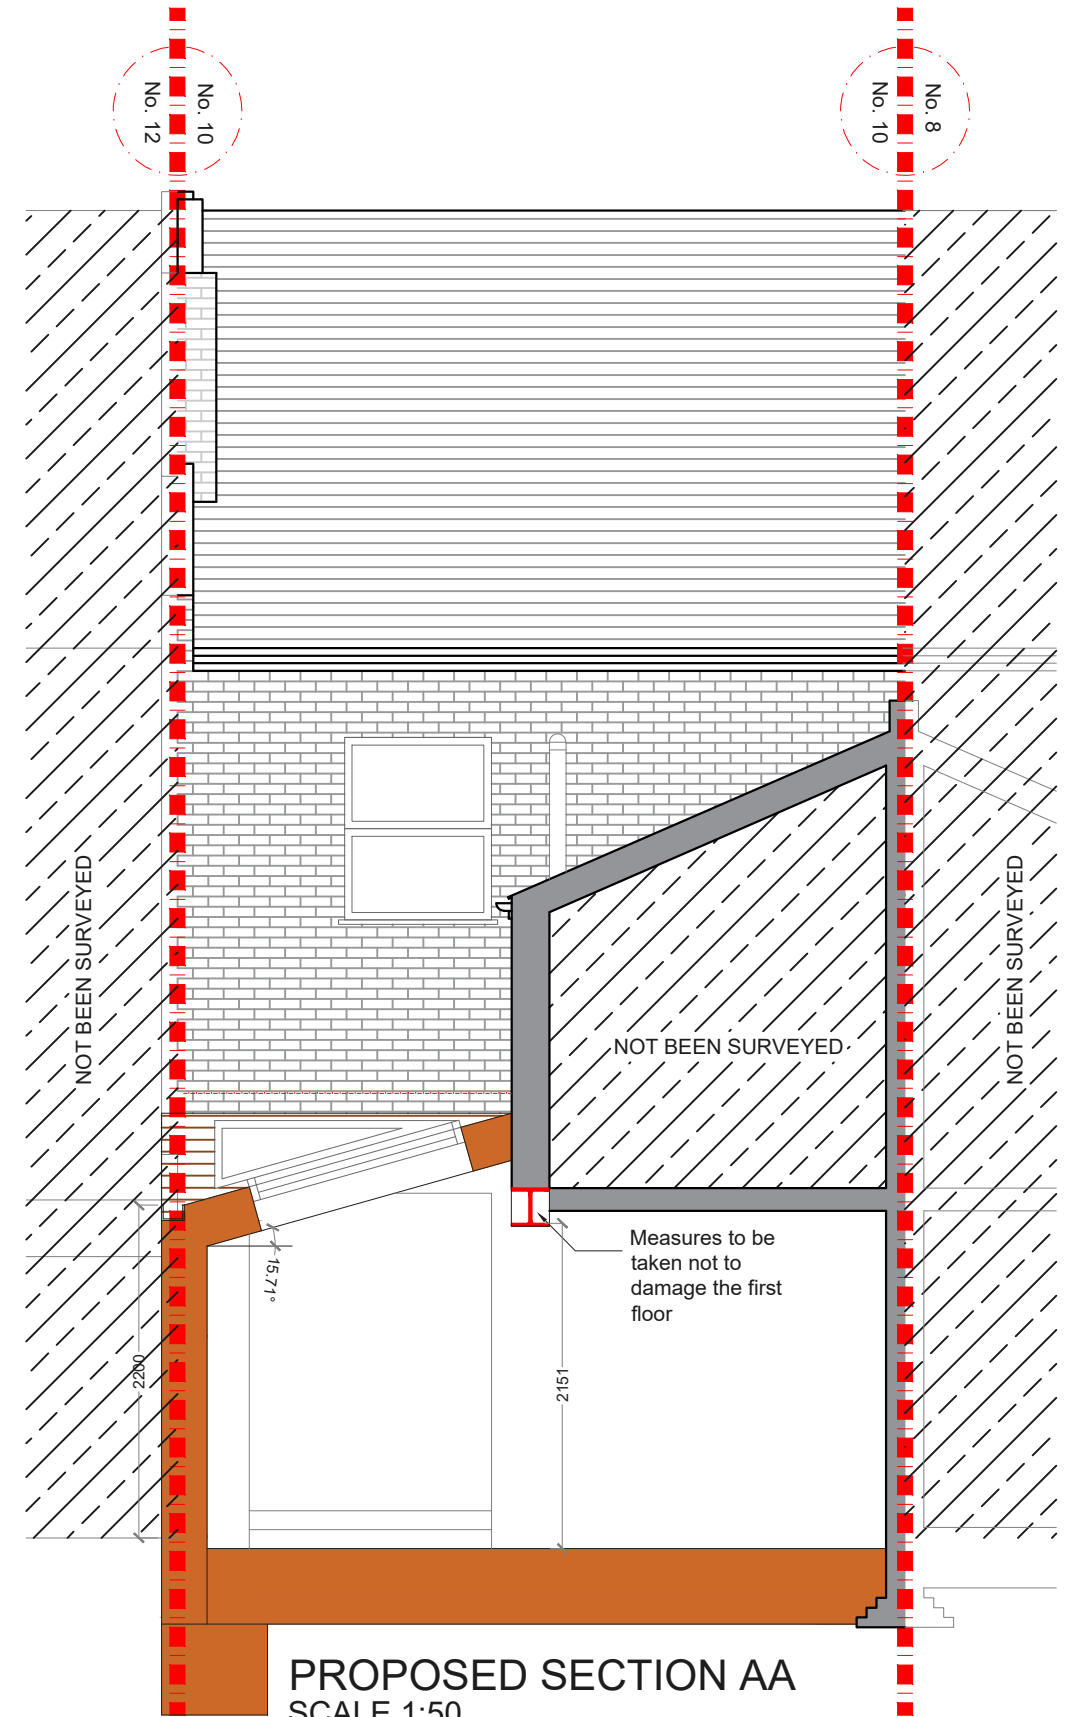 No. 12
No. 10
No. 10
No. 8
NOT BEEN SURVEYED
NOT BEEN SURVEYED
NOT BEEN SURVEYED
Measures to be
taken not to
damage the first
floor
15.71°
2200
2151
PROPOSED SECTION AA
SCALE 1:50